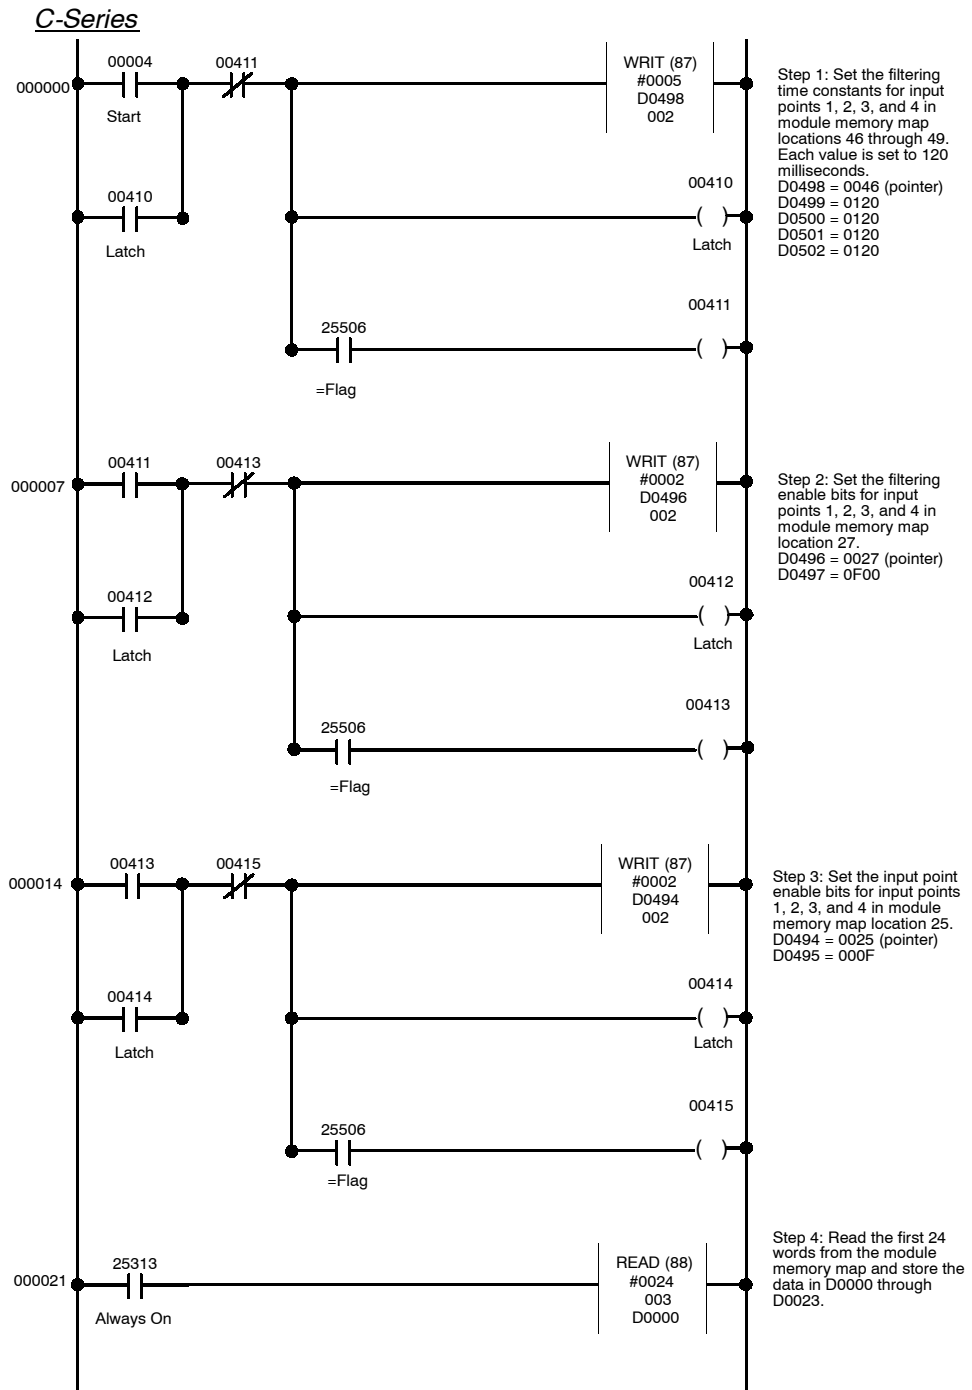 C-Series
00004
00411
000000
Start
WRIT (87)
#0005
D0498
002
Step 1: Set the filtering
time constants for input
points 1, 2, 3, and 4 in
module memory map
locations 46 through 49.
Each value is set to 120
milliseconds.
D0498 = 0046 (pointer)
D0499 = 0120
D0500 = 0120
D0501 = 0120
D0502 = 0120
00410
Latch
00410
( )
Latch
00411
25506
( )
=Flag
00411
00413
000007
WRIT (87)
#0002
D0496
002
Step 2: Set the filtering
enable bits for input
points 1, 2, 3, and 4 in
module memory map
location 27.
D0496 = 0027 (pointer)
D0497 = 0F00
00412
Latch
00412
( )
Latch
00413
25506
( )
=Flag
00413
00415
000014
WRIT (87)
#0002
D0494
002
Step 3: Set the input point
enable bits for input points
1, 2, 3, and 4 in module
memory map location 25.
D0494 = 0025 (pointer)
D0495 = 000F
00414
Latch
00414
( )
Latch
00415
25506
( )
=Flag
25313
000021
Always On
READ (88)
#0024
003
D0000
Step 4: Read the first 24
words from the module
memory map and store the
data in D0000 through
D0023.